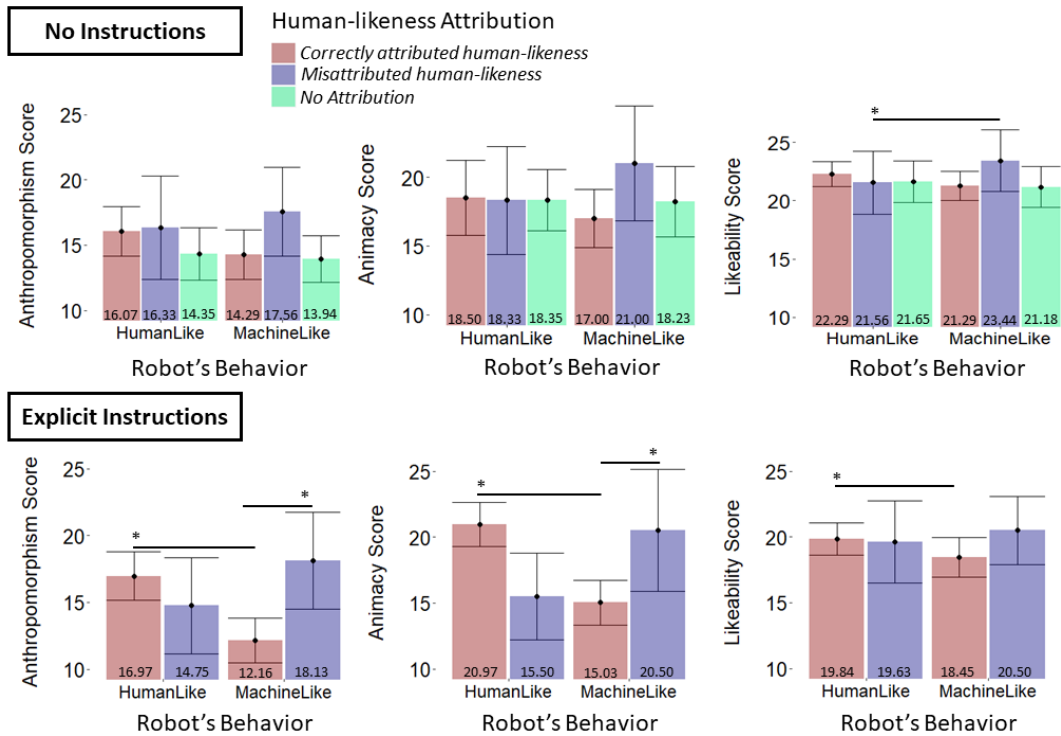 No Instructions
Human-likeness Attribution
Correctly attributed human-likeness
Misattributed human-likeness
No Attribution
Anthropomorphism Score
25
20
15
10
16.07 16.33 14.35 14.29 17.56 13.94
HumanLike MachineLike
Robot's Behavior
Animacy Score
20
15
10
18.50 18.33 18.35 17.00 21.00 18.23
HumanLike MachineLike
Robot's Behavior
Likeability Score
*
25
20
15
10
22.29 21.56 21.65 21.29 23.44 21.18
HumanLike MachineLike
Robot's Behavior
Explicit Instructions
Anthropomorphism Score
25
20
15
10
* *
16.97 14.75 12.16 18.13
HumanLike MachineLike
Robot's Behavior
Animacy Score
25
20
15
10
* *
20.97 15.50 15.03 20.50
HumanLike MachineLike
Robot's Behavior
Likeability Score
25
20
15
10
*
19.84 19.63 18.45 20.50
HumanLike MachineLike
Robot's Behavior